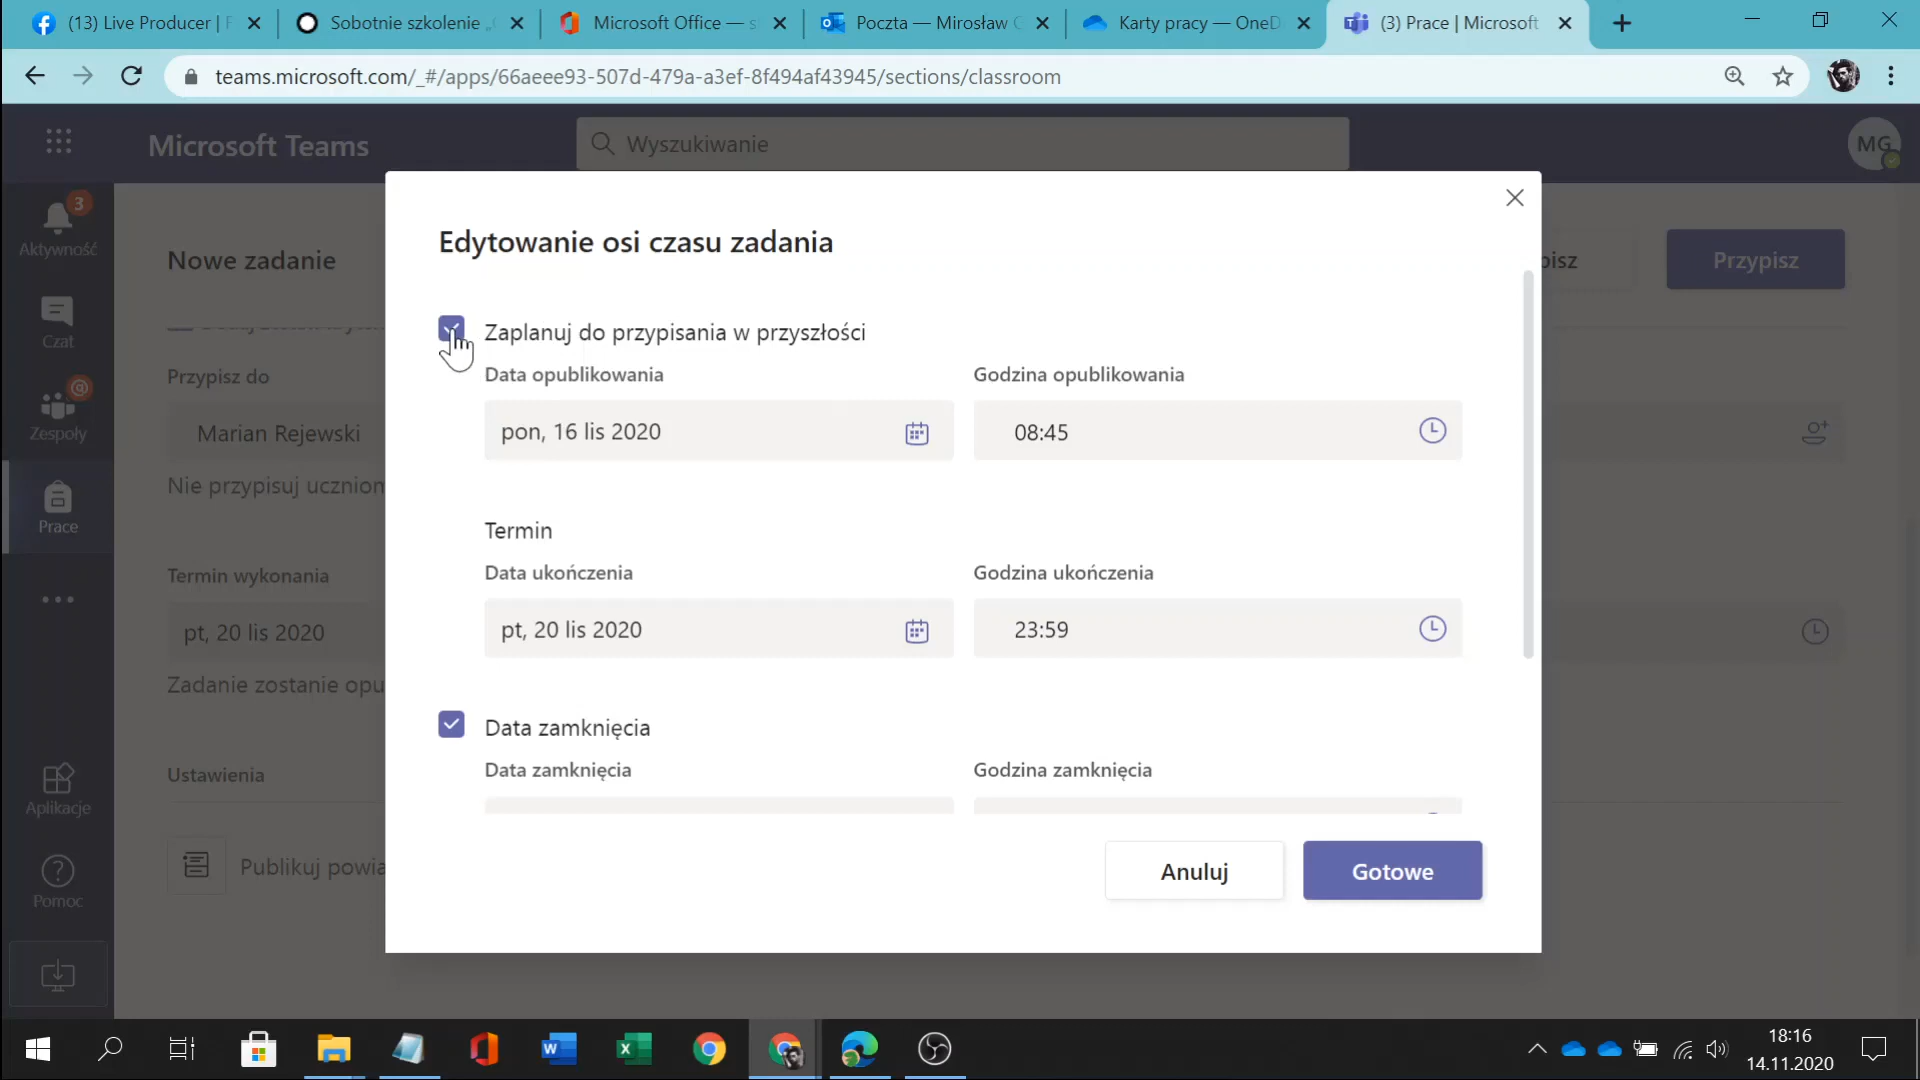 (13) Live Producer | F
Sobotnie szkolenie
Microsoft Office — s
Poczta — Mirosław
Karty pracy — OneD
(3) Prace | Microsoft
teams.microsoft.com/_#/apps/66aeee93-507d-479a-a3ef-8f494af43945/sections/classroom
Microsoft Teams
Wyszukiwanie
MG
3
Aktywność
Czat
@
Zespoły
Prace
Aplikacje
Pomoc
Nowe zadanie
pisz
Przypisz
Przypisz do
Marian Rejewski
Nie przypisuj uczniom
Termin wykonania
pt, 20 lis 2020
Zadanie zostanie opu
Ustawienia
Publikuj powia
Edytowanie osi czasu zadania
Zaplanuj do przypisania w przyszłości
Data opublikowania
Godzina opublikowania
pon, 16 lis 2020
08:45
Termin
Data ukończenia
Godzina ukończenia
pt, 20 lis 2020
23:59
Data zamknięcia
Data zamknięcia
Godzina zamknięcia
Anuluj
Gotowe
18:16
14.11.2020